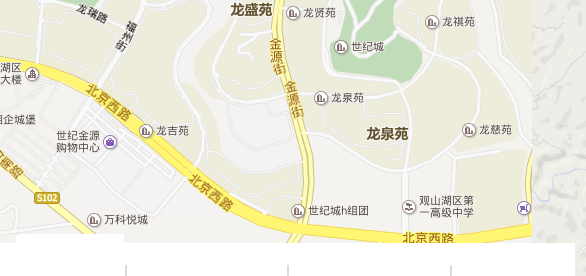 龙瑞路
福州街
龙盛苑
龙贤苑
龙祺苑
世纪城
金源街
湖区
大楼
北京西路
金源街
龙泉苑
企城堡
世纪金源
购物中心
龙吉苑
龙泉苑
龙慈苑
S102
北京西路
万科悦城
世纪城h组团
观山湖区第
一高级中学
北京西路